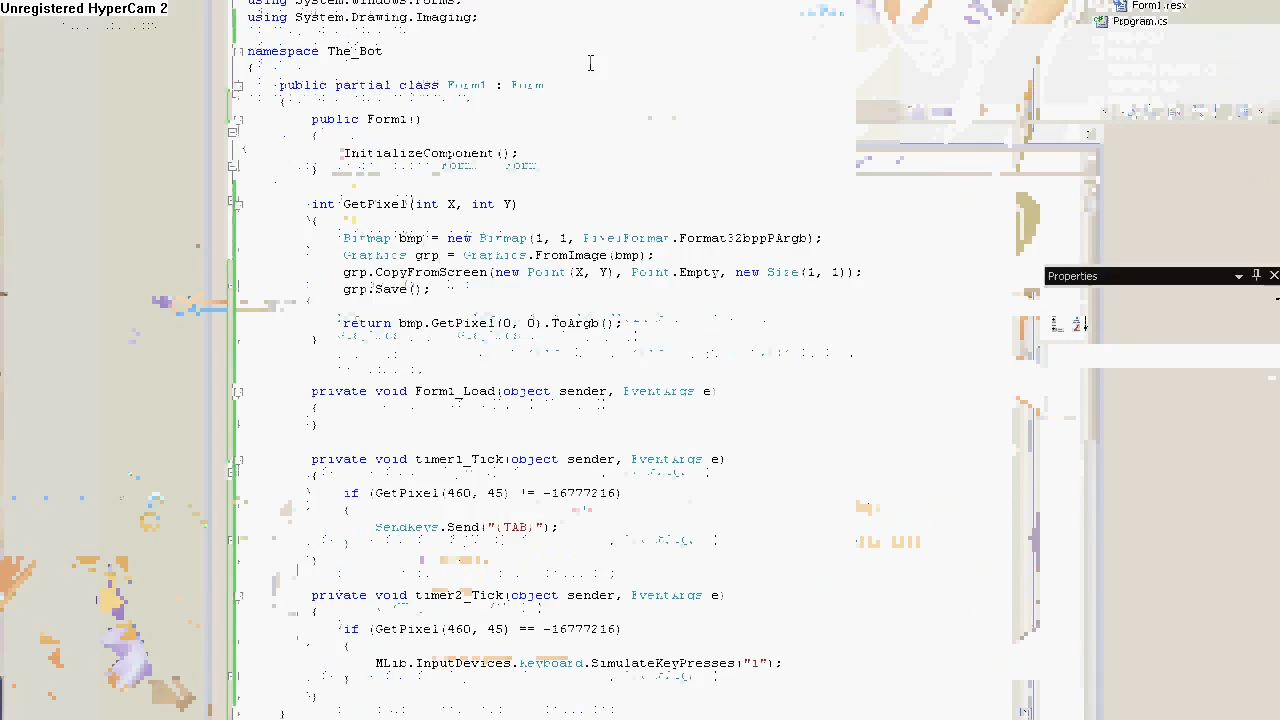 Unregistered HyperCam 2
using System.Windows.Forms;
using System.Drawing.Imaging;
namespace The_Bot
{
public partial class Form1 : Form
{
public Form1()
{
InitializeComponent();
}
int GetPixel(int X, int Y)
{
Bitmap bmp = new Bitmap(1, 1, PixelFormat.Format32bppPArgb);
Graphics grp = Graphics.FromImage(bmp);
grp.CopyFromScreen(new Point(X, Y), Point.Empty, new Size(1, 1));
grp.Save();
return bmp.GetPixel(0, 0).ToArgb();
}
private void Form1_Load(object sender, EventArgs e)
}
private void timer1_Tick(object sender, EventArgs e)
{
if (GetPixel(460, 45) != -16777216)
{
SendKeys.Send("{TAB}");
}
}
private void timer2_Tick(object sender, EventArgs e)
{
if (GetPixel(460, 45) == -16777216)
MLib.InputDevices.Keyboard.SimulateKeyPresses("1");
}
Form1.resx
Program.cs
Properties